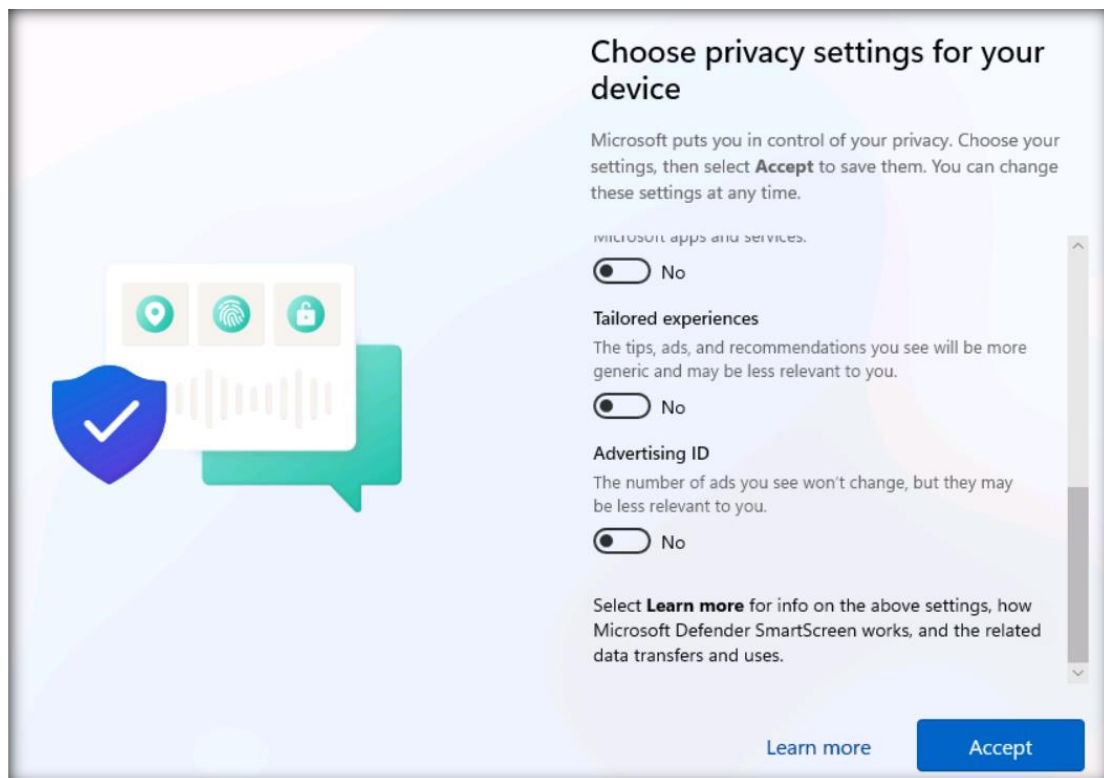 Choose privacy settings for your
device
Microsoft puts you in control of your privacy. Choose your
settings, then select Accept to save them. You can change
these settings at any time.
Microsoft apps and services.
No
Tailored experiences
The tips, ads, and recommendations you see will be more
generic and may be less relevant to you.
No
Advertising ID
The number of ads you see won't change, but they may
be less relevant to you.
No
Select Learn more for info on the above settings, how
Microsoft Defender SmartScreen works, and the related
data transfers and uses.
Learn more
Accept